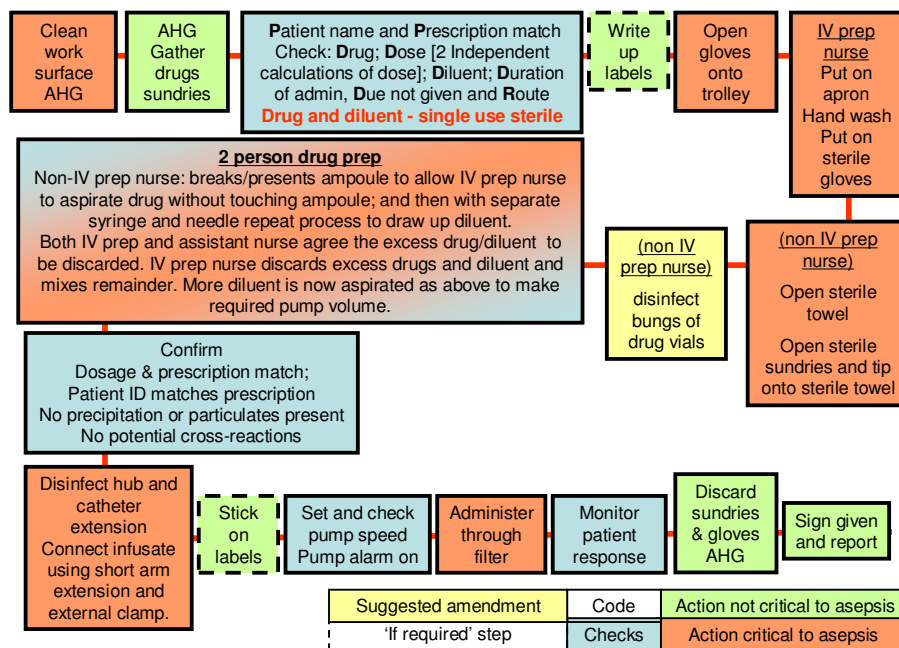 Clean
work
surface
AHG
AHG
Gather
drugs
sundries
Patient name and Prescription match
Check: Drug; Dose [2 Independent
calculations of dose]; Diluent; Duration
of admin, Due not given and Route
Drug and diluent - single use sterile
Write
up
labels
Open
gloves
onto
trolley
IV prep
nurse
Put on
apron
Hand wash
Put on
sterile
gloves
(non IV prep
nurse)
Open sterile
towel
Open sterile
sundries and tip
onto sterile towel
(non IV
prep nurse)
disinfect
bungs of
drug vials
2 person drug prep
Non-IV prep nurse: breaks/presents ampoule to allow IV prep nurse
to aspirate drug without touching ampoule; and then with separate
syringe and needle repeat process to draw up diluent.
Both IV prep and assistant nurse agree the excess drug/diluent to
be discarded. IV prep nurse discards excess drugs and diluent and
mixes remainder. More diluent is now aspirated as above to make
required pump volume.
Confirm
Dosage & prescription match;
Patient ID matches prescription
No precipitation or particulates present
No potential cross-reactions
Disinfect hub and
catheter
extension
Connect infusate
using short arm
extension and
external clamp.
Stick
on
labels
Set and check
pump speed
Pump alarm on
Administer
through
filter
Monitor
patient
response
Discard
sundries
& gloves
AHG
Sign given
and report
Suggested amendment
Code
Action not critical to asepsis
'If required' step
Checks
Action critical to asepsis